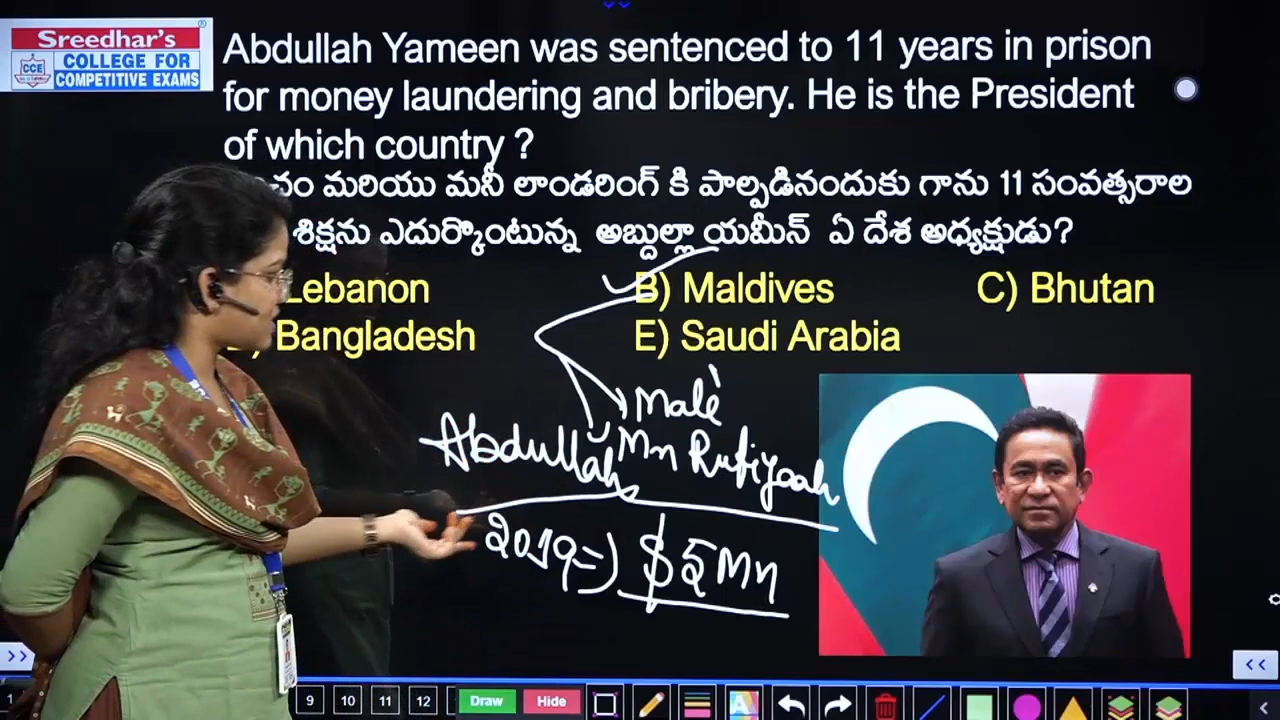 Sreedhar's
CCE
COLLEGE FOR
COMPETITIVE EXAMS
Abdullah Yameen was sentenced to 11 years in prison
for money laundering and bribery. He is the President
of which country ?
మరియు మనీ లాండరింగ్ కి పాల్పడినందుకు గాను 11 సంవత్సరాల
శిక్షను ఎదుర్కొంటున్న అబ్దుల్లా యమీన్ ఏ దేశ అధ్యక్షుడు?
Lebanon B) Maldives C) Bhutan
Bangladesh E) Saudi Arabia
Malè
Abdullah Mn Rufiyaah
2019 => $5Mn
>> <<
9 10 11 12 Draw Hide